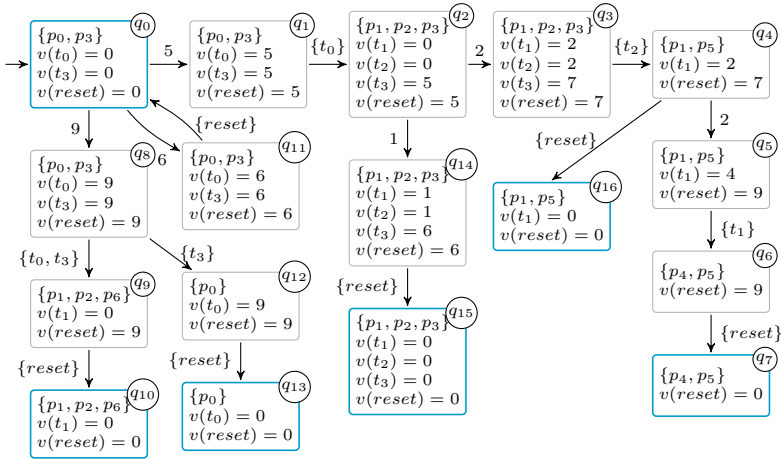 q₀
{p₀, p₃}
v(t₀) = 0
v(t₃) = 0
v(reset) = 0
5
q₁
{p₀, p₃}
v(t₀) = 5
v(t₃) = 5
v(reset) = 5
{t₀}
q₂
{p₁, p₂, p₃}
v(t₁) = 0
v(t₂) = 0
v(t₃) = 5
v(reset) = 5
2
q₃
{p₁, p₂, p₃}
v(t₁) = 2
v(t₂) = 2
v(t₃) = 7
v(reset) = 7
{t₂}
q₄
{p₁, p₅}
v(t₁) = 2
v(reset) = 7
9
6
{reset}
1
{reset}
2
q₈
{p₀, p₃}
v(t₀) = 9
v(t₃) = 9
v(reset) = 9
q₁₁
{p₀, p₃}
v(t₀) = 6
v(t₃) = 6
v(reset) = 6
q₁₄
{p₁, p₂, p₃}
v(t₁) = 1
v(t₂) = 1
v(t₃) = 6
v(reset) = 6
q₁₆
{p₁, p₅}
v(t₁) = 0
v(reset) = 0
q₅
{p₁, p₅}
v(t₁) = 4
v(reset) = 9
{t₀, t₃}
{t₃}
{reset}
{t₁}
q₉
{p₁, p₂, p₆}
v(t₁) = 0
v(reset) = 9
q₁₂
{p₀}
v(t₀) = 9
v(reset) = 9
q₁₅
{p₁, p₂, p₃}
v(t₁) = 0
v(t₂) = 0
v(t₃) = 0
v(reset) = 0
q₆
{p₄, p₅}
v(reset) = 9
{reset}
{reset}
{reset}
q₁₀
{p₁, p₂, p₆}
v(t₁) = 0
v(reset) = 0
q₁₃
{p₀}
v(t₀) = 0
v(reset) = 0
q₇
{p₄, p₅}
v(reset) = 0